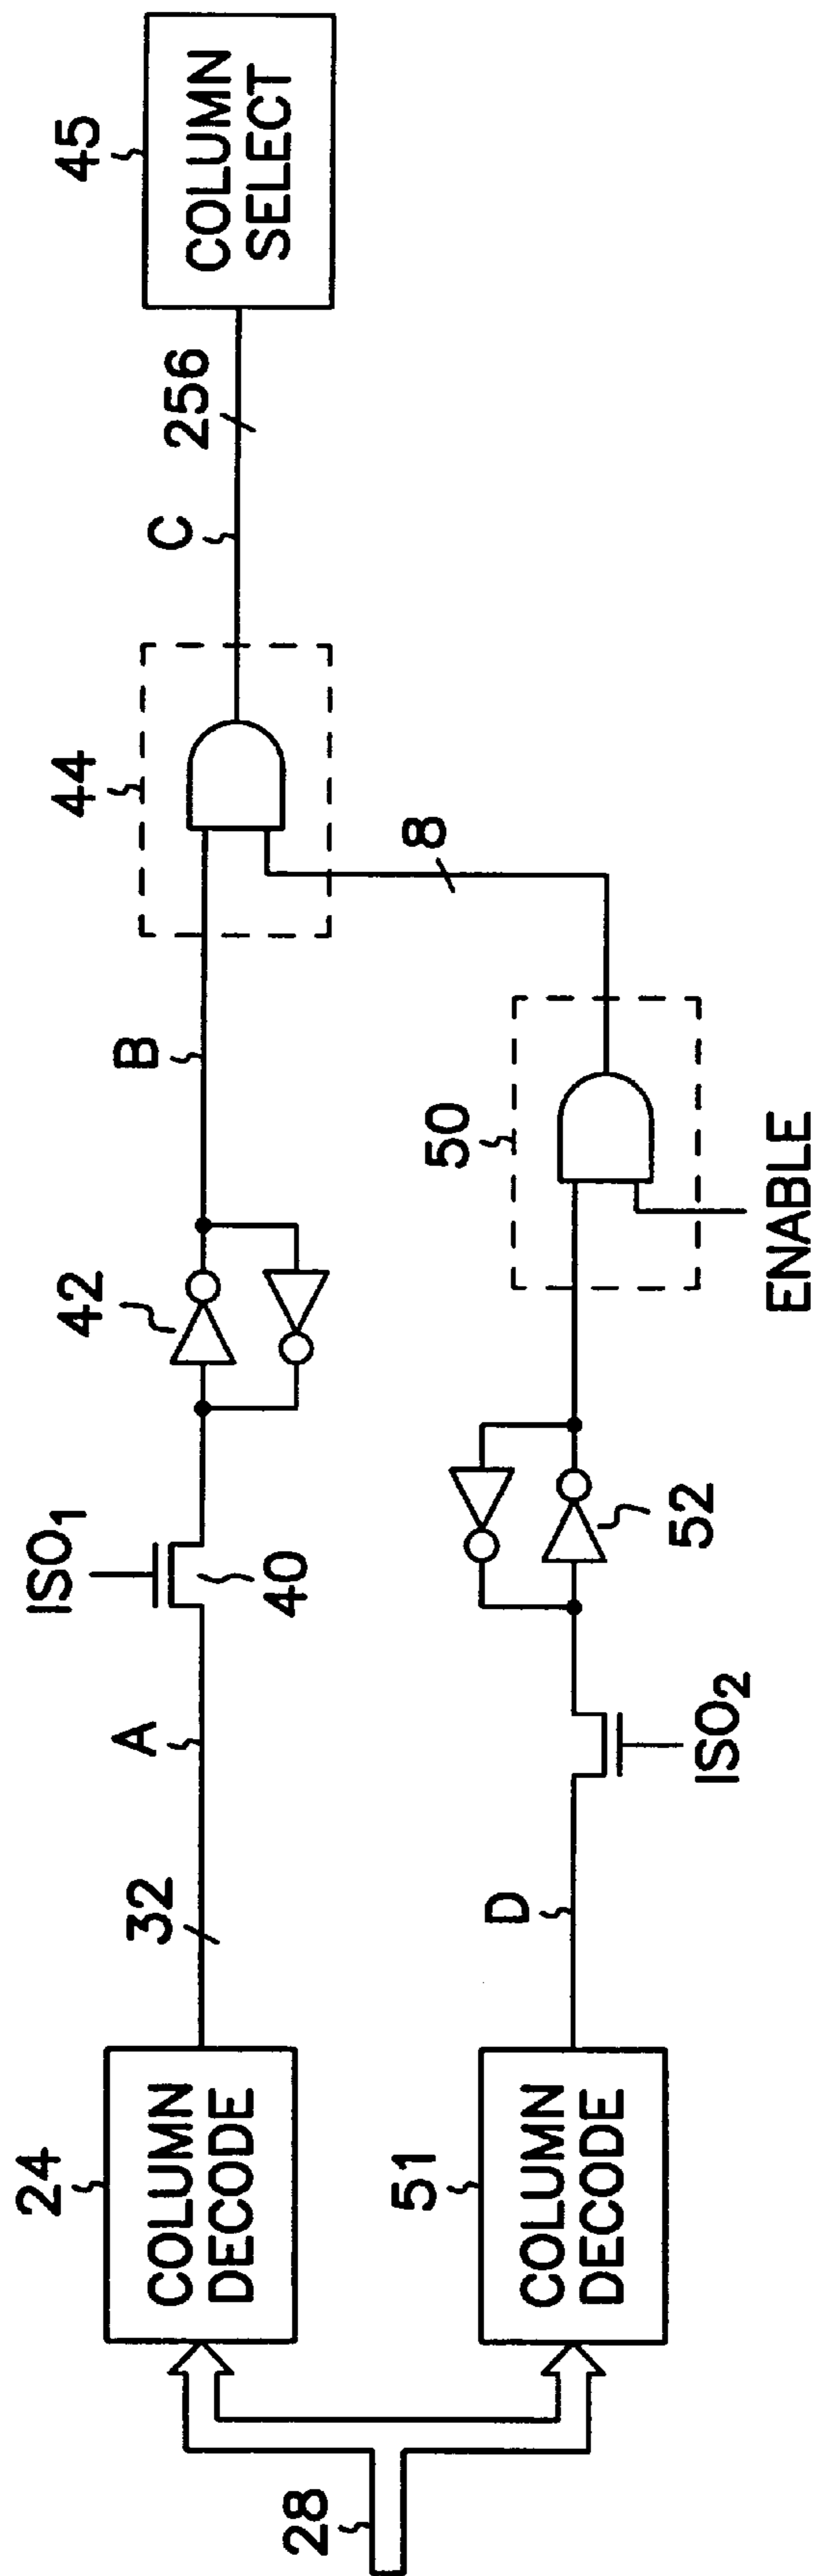 28
24
COLUMN
DECODE
32
A
ISO1
40
42
B
44
C
256
45
COLUMN
SELECT
51
COLUMN
DECODE
D
ISO2
52
50
ENABLE
8